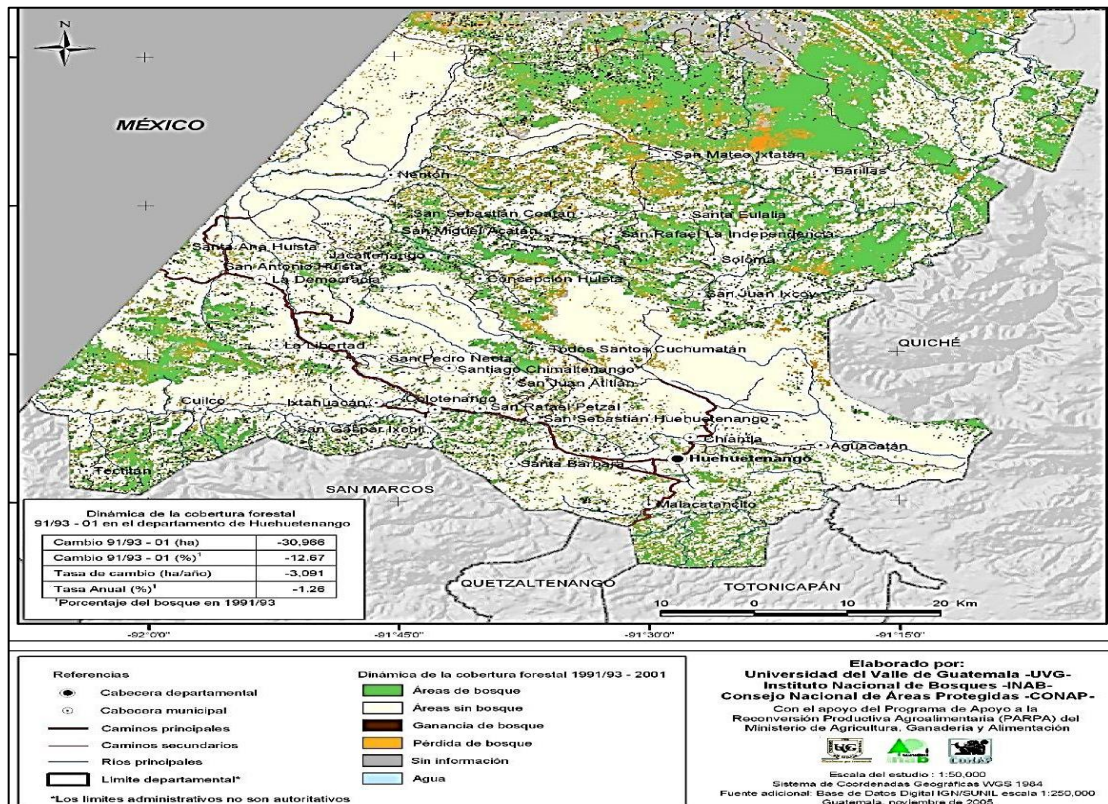 N
MÉXICO
San Mateo Ixtatán
Barillas
Nentón
San Sebastián Coatán
Santa Eulalia
San Miguel Acatán
San Rafael La Independencia
Santa Ana Huista
Jacaltenango
Soloma
San Antonio Huista
La Democracia
Concepción Huista
San Juan Ixcoy
QUICHÉ
La Libertad
Todos Santos Cuchumatán
San Pedro Necta
Santiago Chimaltenango
San Juan Atitlán
Cuilco
Ixtahuacán
Colotenango
San Rafael Petzal
San Sebastián Huehuetenango
San Gaspar Ixchil
Chiantla
Aguacatán
Huehuetenango
Tectitán
Santa Bárbara
SAN MARCOS
Malacatancito
QUETZALTENANGO
TOTONICAPÁN
Dinámica de la cobertura forestal
91/93 - 01 en el departamento de Huehuetenango
Cambio 91/93 - 01 (ha) -30,966
Cambio 91/93 - 01 (%)¹ -12.67
Tasa de cambio (ha/año) -3,091
Tasa Anual (%)¹ -1.26
¹Porcentaje del bosque en 1991/93
10 0 10 20 Km
-92°0'0" -91°45'0" -91°30'0" -91°15'0"
Referencias
Cabecera departamental
Cabecera municipal
Caminos principales
Caminos secundarios
Ríos principales
Límite departamental*
*Los límites administrativos no son autoritativos
Dinámica de la cobertura forestal 1991/93 - 2001
Áreas de bosque
Áreas sin bosque
Ganancia de bosque
Pérdida de bosque
Sin información
Agua
Elaborado por:
Universidad del Valle de Guatemala -UVG-
Instituto Nacional de Bosques -INAB-
Consejo Nacional de Áreas Protegidas -CONAP-
Con el apoyo del Programa de Apoyo a la
Reconversión Productiva Agroalimentaria (PARPA) del
Ministerio de Agricultura, Ganadería y Alimentación
UVG
INAB
CONAP
Escala del estudio : 1:50,000
Sistema de Coordenadas Geográficas WGS 1984
Fuente adicional: Base de Datos Digital IGN/SUNIL escala 1:250,000
Guatemala, noviembre de 2005